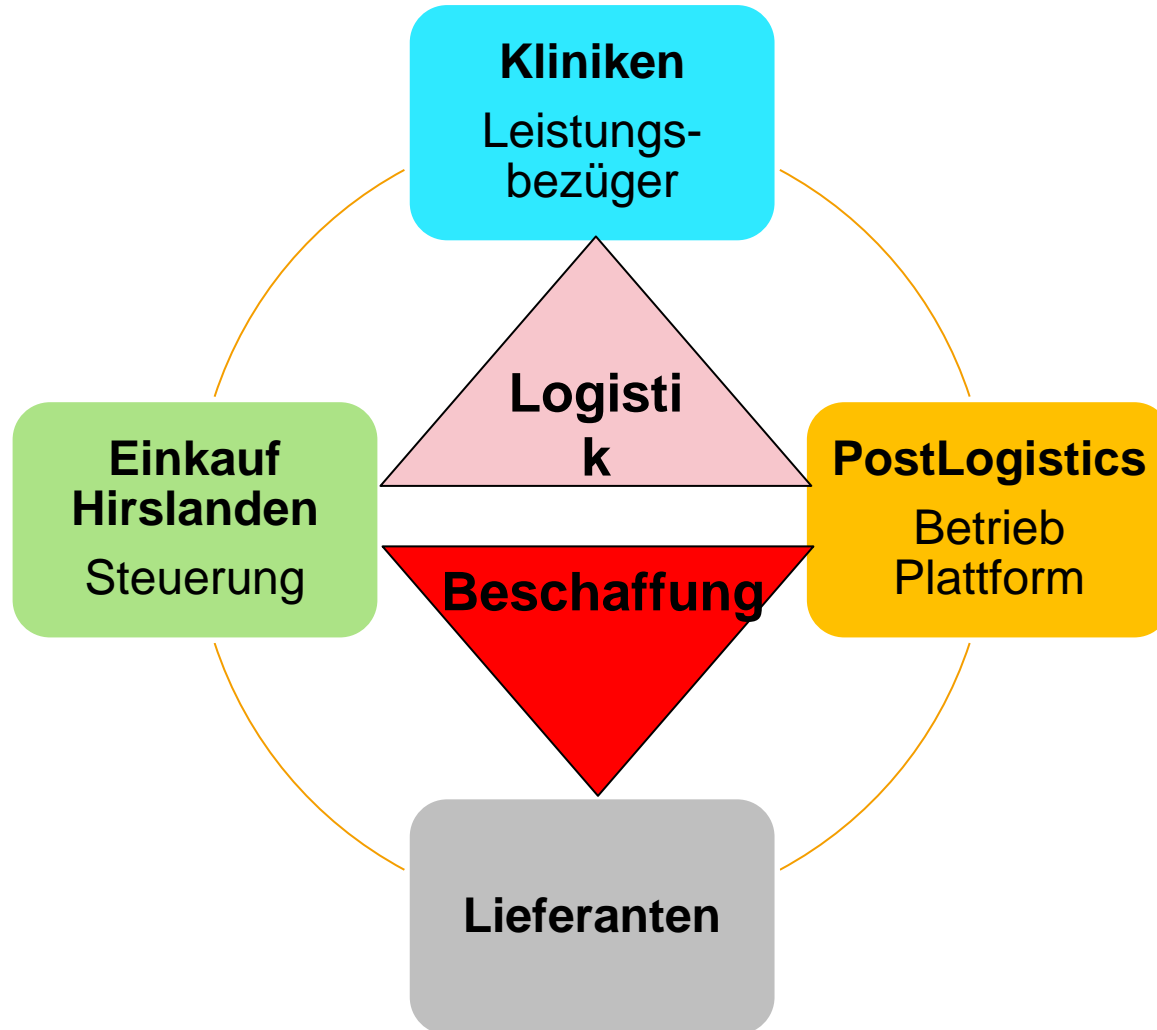 Kliniken
Leistungs-
bezüger
Logisti
k
Einkauf
Hirslanden
Steuerung
PostLogistics
Betrieb
Plattform
Beschaffung
Lieferanten